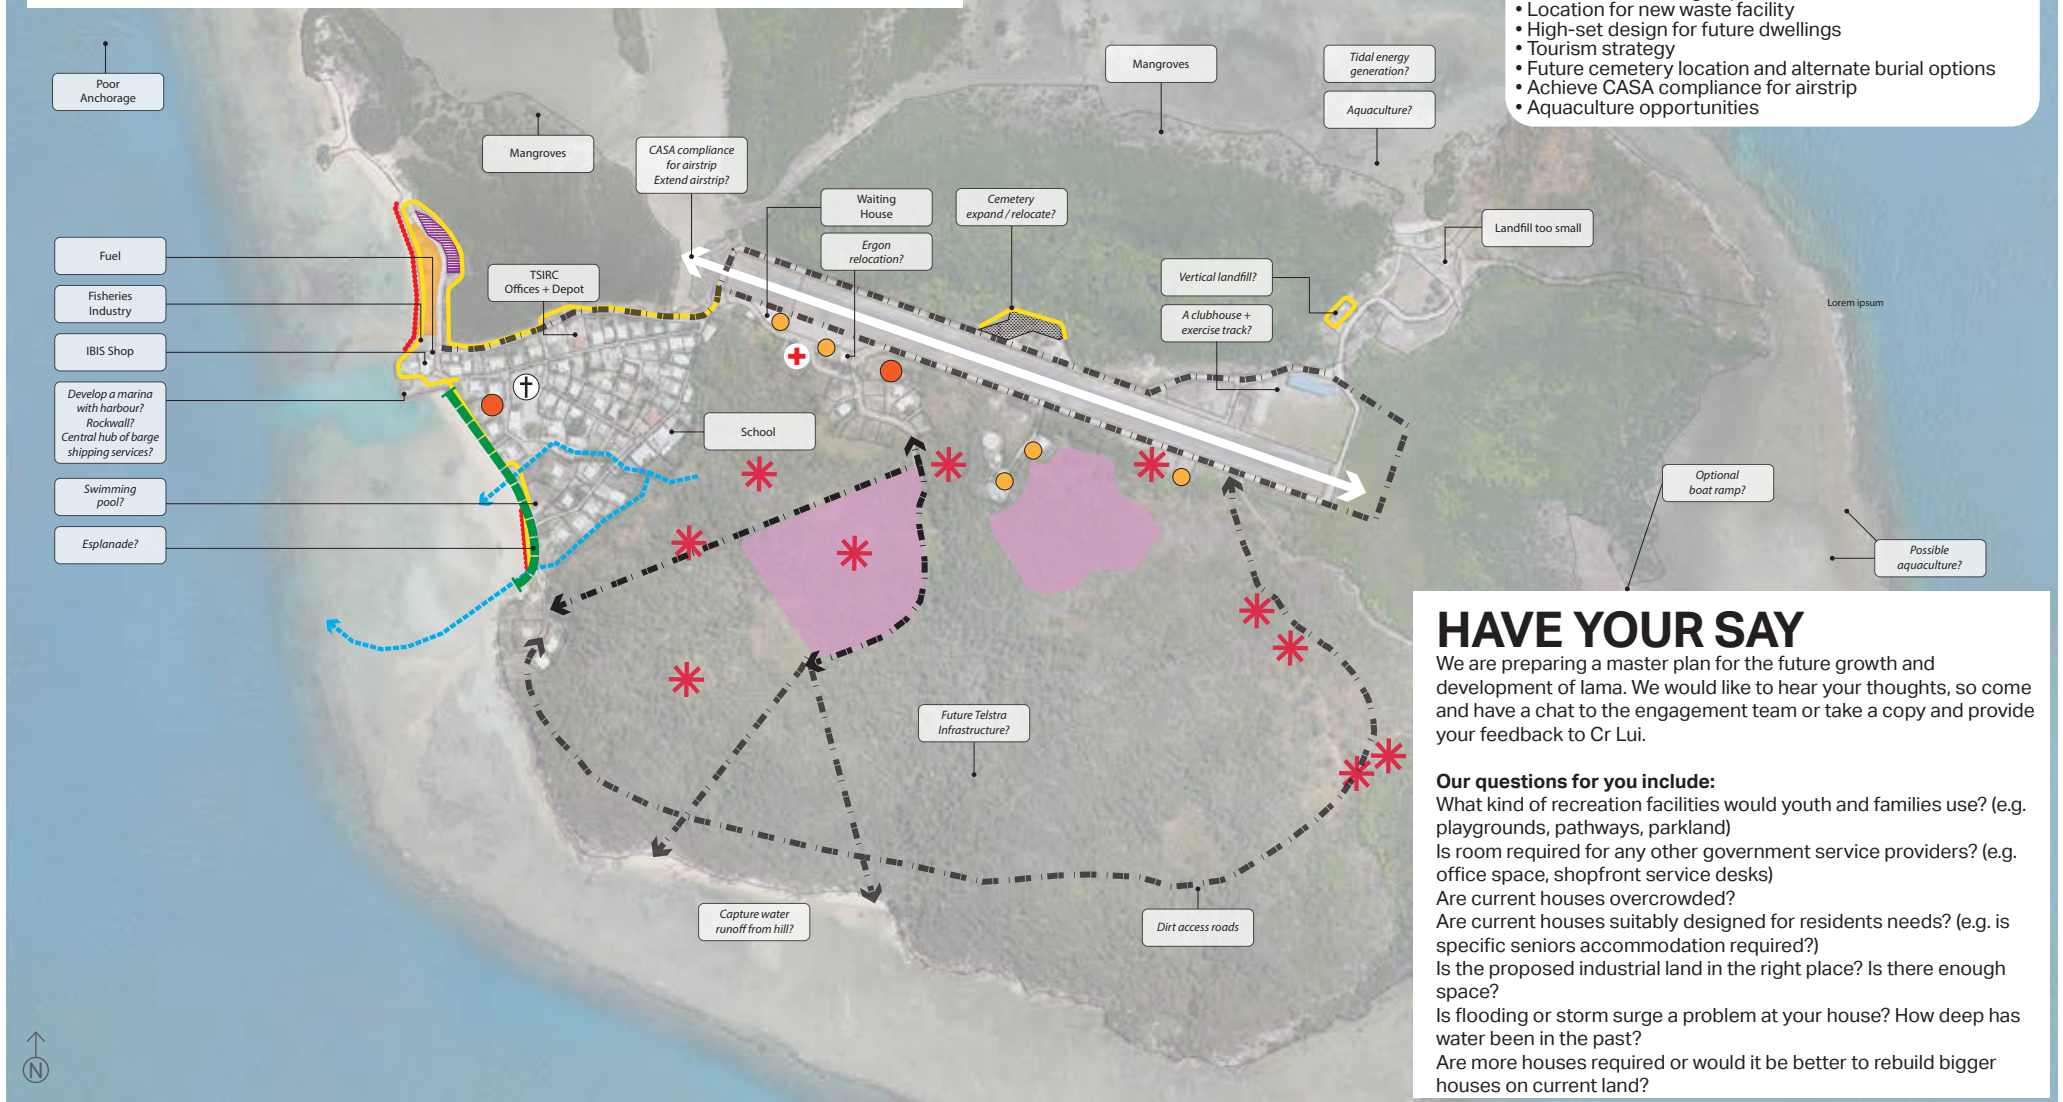 • Location for new waste facility
• High-set design for future dwellings
• Tourism strategy
• Future cemetery location and alternate burial options
• Achieve CASA compliance for airstrip
• Aquaculture opportunities
Poor
Anchorage
Mangroves
CASA compliance
for airstrip
Extend airstrip?
Mangroves
Tidal energy
generation?
Aquaculture?
Waiting
House
Ergon
relocation?
Cemetery
expand / relocate?
Landfill too small
Vertical landfill?
A clubhouse +
exercise track?
Lorem ipsum
Fuel
Fisheries
Industry
IBIS Shop
Develop a marina
with harbour?
Rockwall?
Central hub of barge
shipping services?
Swimming
pool?
Esplanade?
TSIRC
Offices + Depot
School
Optional
boat ramp?
Possible
aquaculture?
Future Telstra
Infrastructure?
Capture water
runoff from hill?
Dirt access roads
N
HAVE YOUR SAY
We are preparing a master plan for the future growth and
development of Iama. We would like to hear your thoughts, so come
and have a chat to the engagement team or take a copy and provide
your feedback to Cr Lui.
Our questions for you include:
What kind of recreation facilities would youth and families use? (e.g.
playgrounds, pathways, parkland)
Is room required for any other government service providers? (e.g.
office space, shopfront service desks)
Are current houses overcrowded?
Are current houses suitably designed for residents needs? (e.g. is
specific seniors accommodation required?)
Is the proposed industrial land in the right place? Is there enough
space?
Is flooding or storm surge a problem at your house? How deep has
water been in the past?
Are more houses required or would it be better to rebuild bigger
houses on current land?